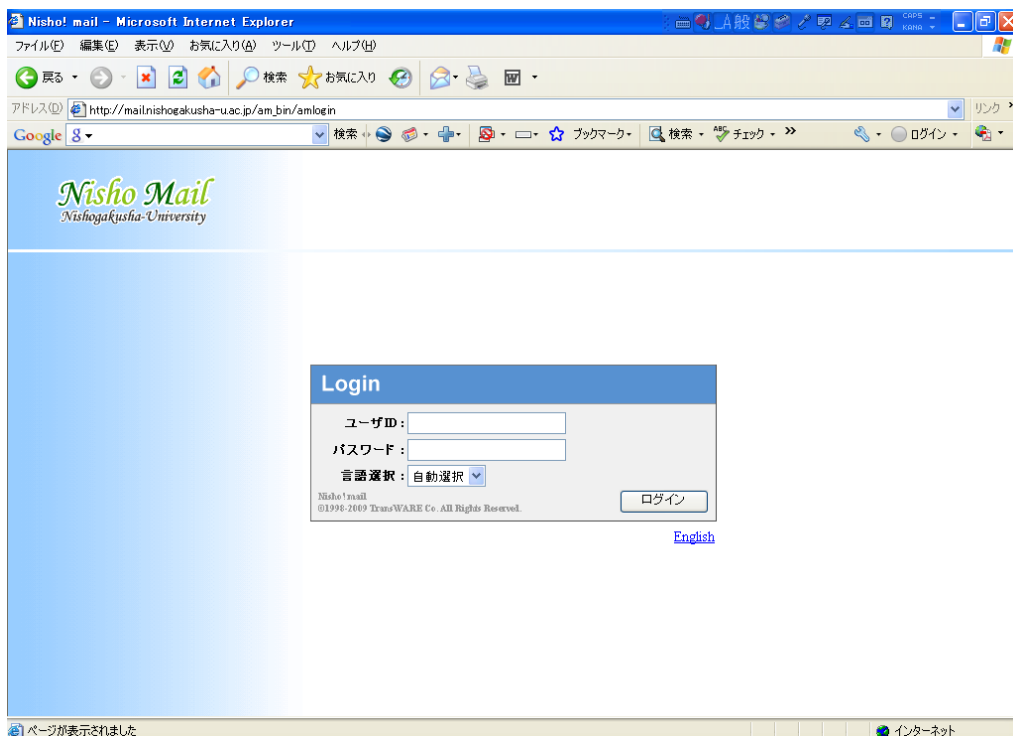 Nisho! mail - Microsoft Internet Explorer
A 般 CAPS KANA
ファイル(F) 編集(E) 表示(V) お気に入り(A) ツール(T) ヘルプ(H)
戻る 検索 お気に入り
アドレス(D) http://mail.nishogakusha-u.ac.jp/am_bin/amlogin リンク
Google 検索 ブックマーク 検索 ABC チェック ログイン
Nisho Mail
Nishogakusha-University
Login
ユーザID:
パスワード:
言語選択: 自動選択
Nisho!mail
©1998-2009 TransWARE Co. All Rights Reserved.
ログイン
English
ページが表示されました インターネット